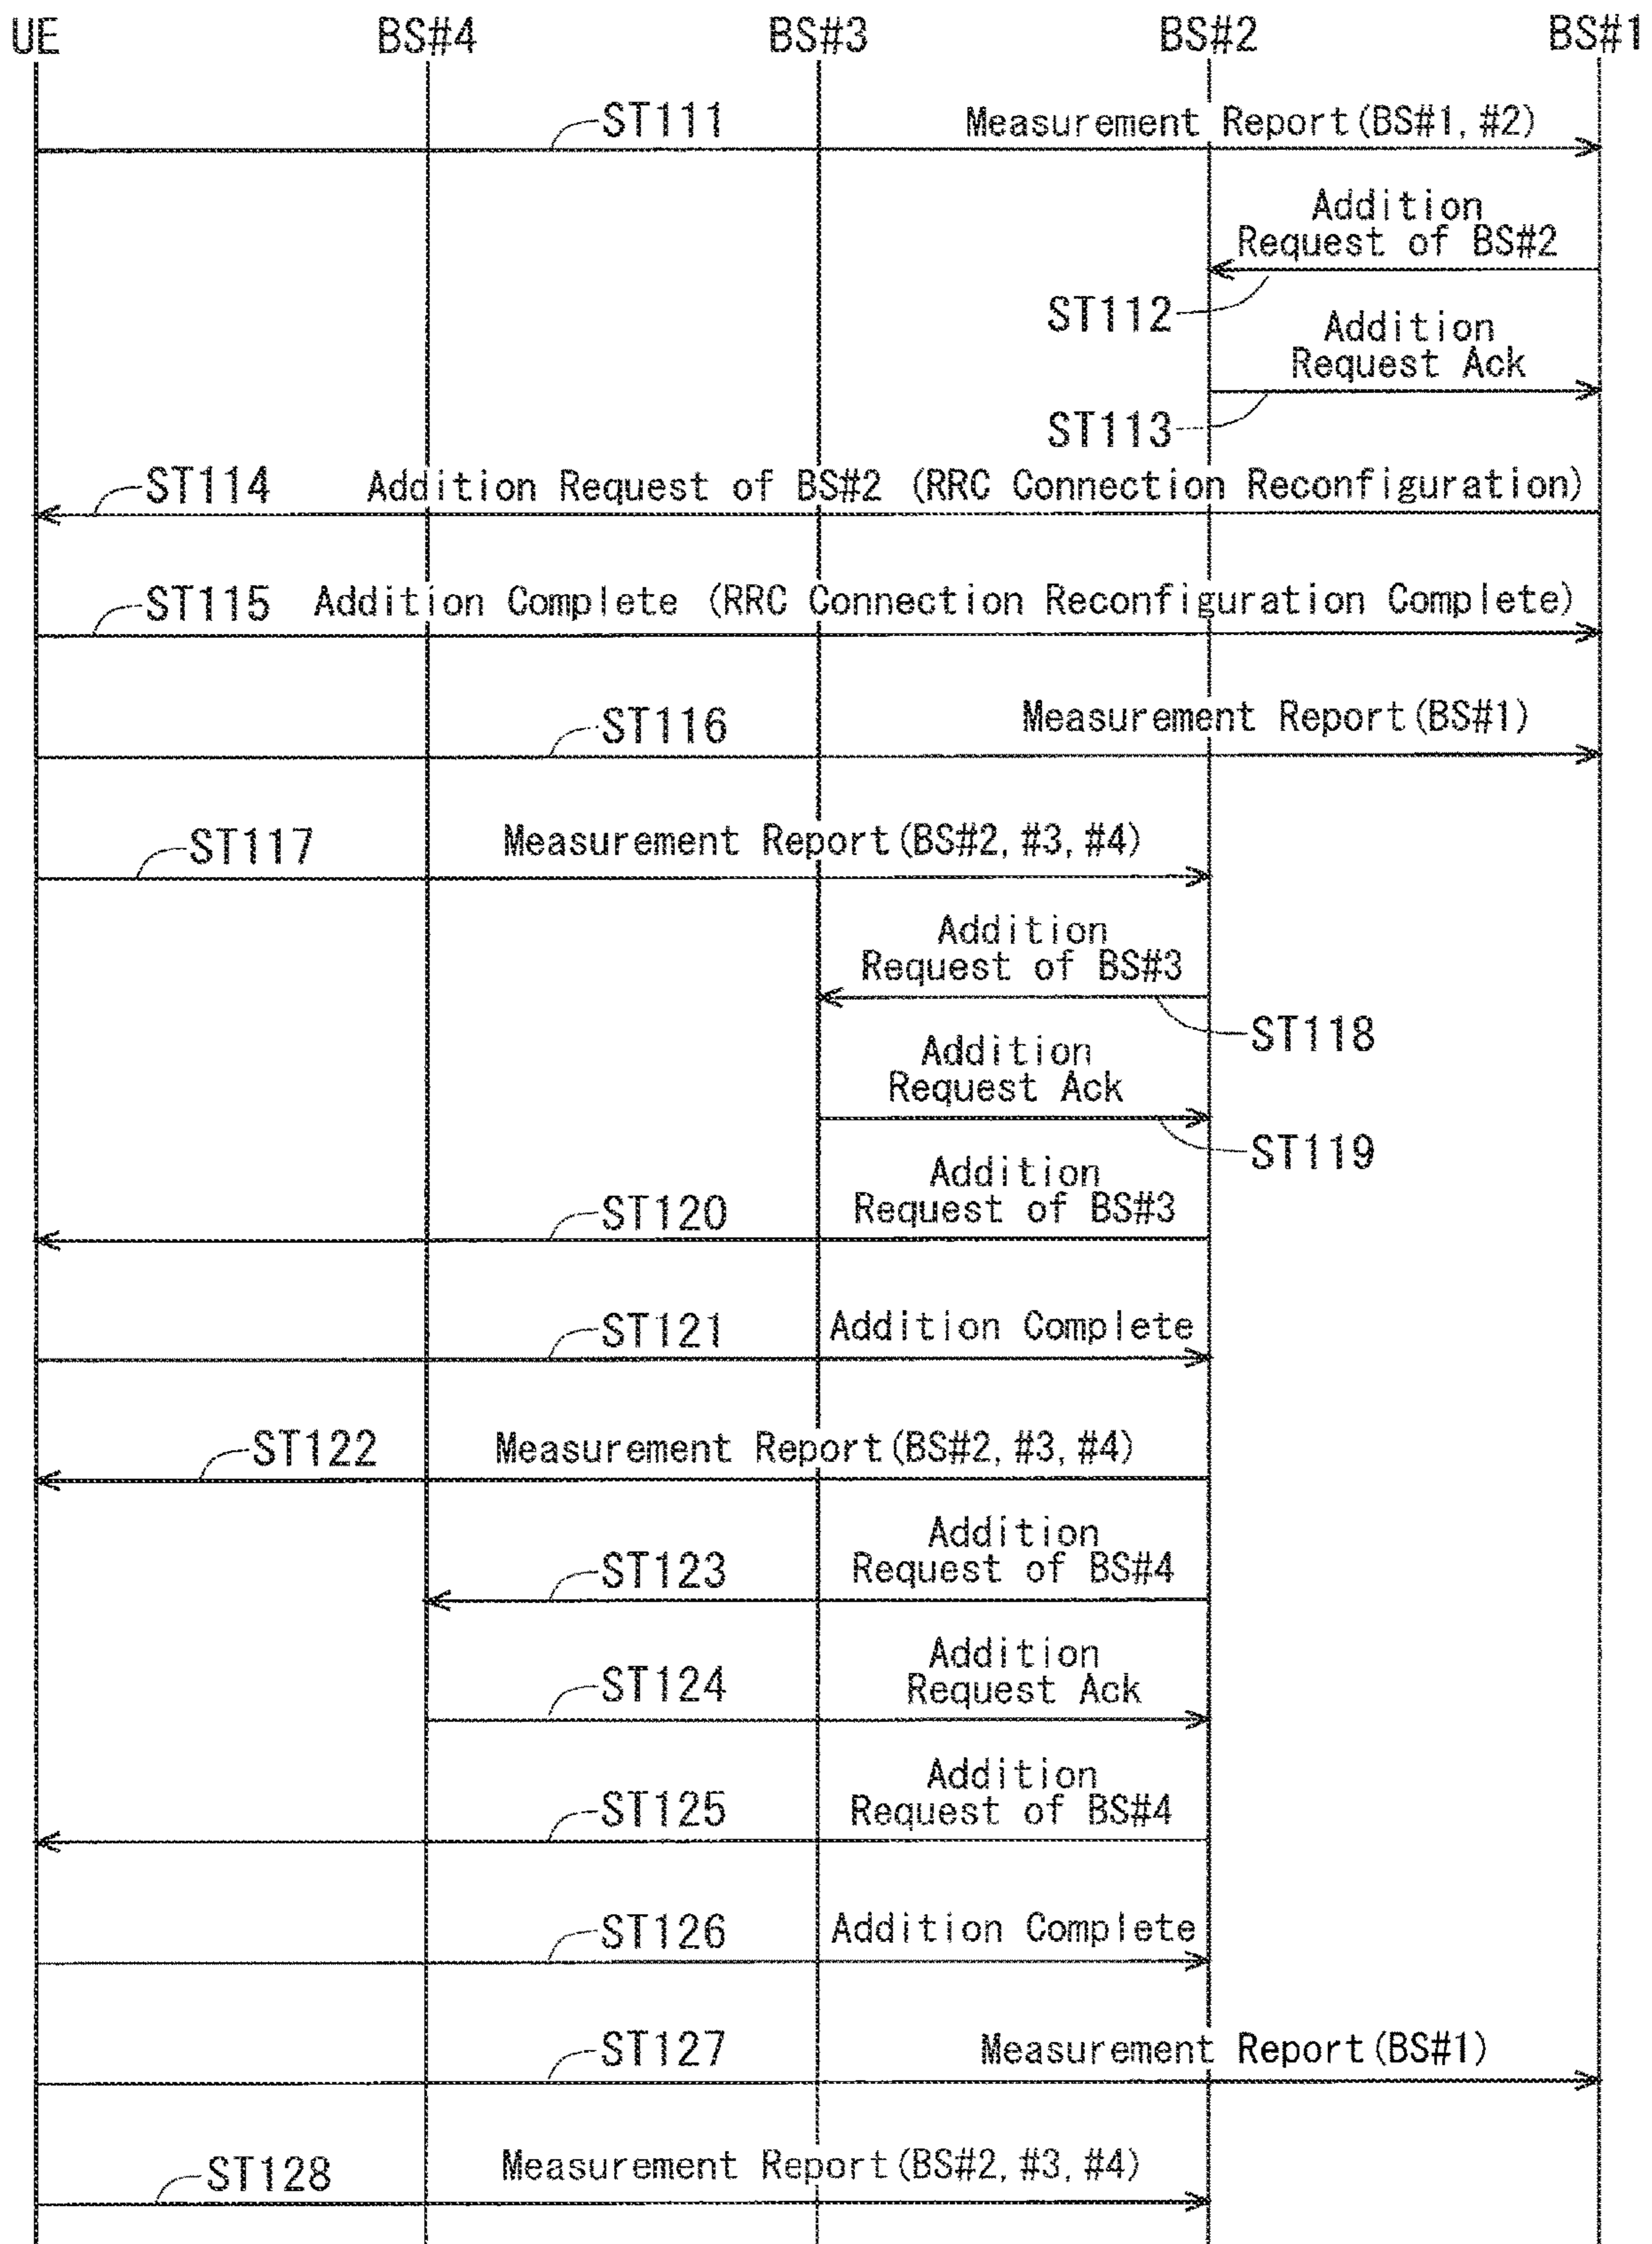 UE BS#4 BS#3 BS#2 BS#1
ST111 Measurement Report(BS#1, #2)
Addition
Request of BS#2
ST112
Addition
Request Ack
ST113
ST114 Addition Request of BS#2 (RRC Connection Reconfiguration)
ST115 Addition Complete (RRC Connection Reconfiguration Complete)
ST116 Measurement Report(BS#1)
ST117 Measurement Report(BS#2, #3, #4)
Addition
Request of BS#3
ST118
Addition
Request Ack
ST119
Addition
ST120 Request of BS#3
ST121 Addition Complete
ST122 Measurement Report(BS#2, #3, #4)
Addition
ST123 Request of BS#4
Addition
ST124 Request Ack
Addition
ST125 Request of BS#4
ST126 Addition Complete
ST127 Measurement Report(BS#1)
ST128 Measurement Report(BS#2, #3, #4)